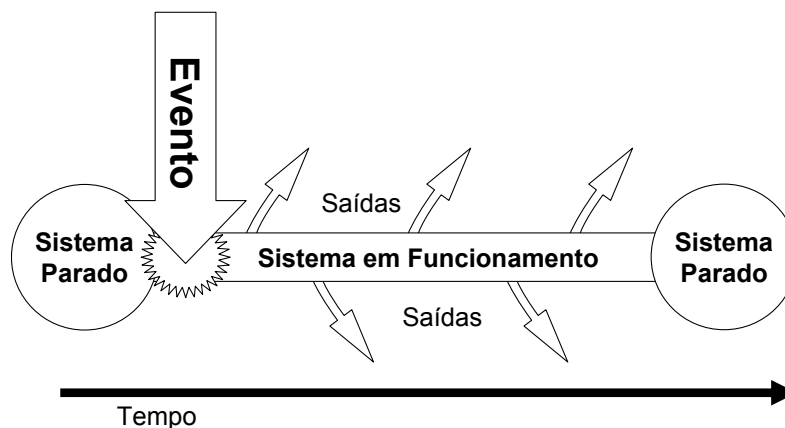 Evento
Saídas
Sistema
Parado
Sistema em Funcionamento
Sistema
Parado
Saídas
Tempo